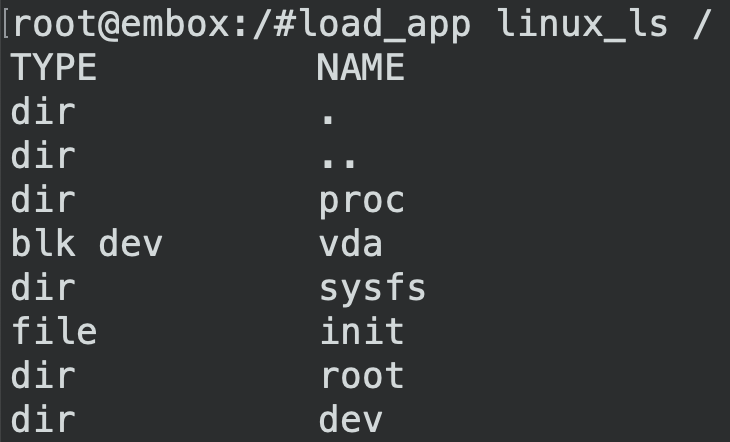 [root@embox:/#load_app linux_ls /
TYPE NAME
dir .
dir ..
dir proc
blk dev vda
dir sysfs
file init
dir root
dir dev